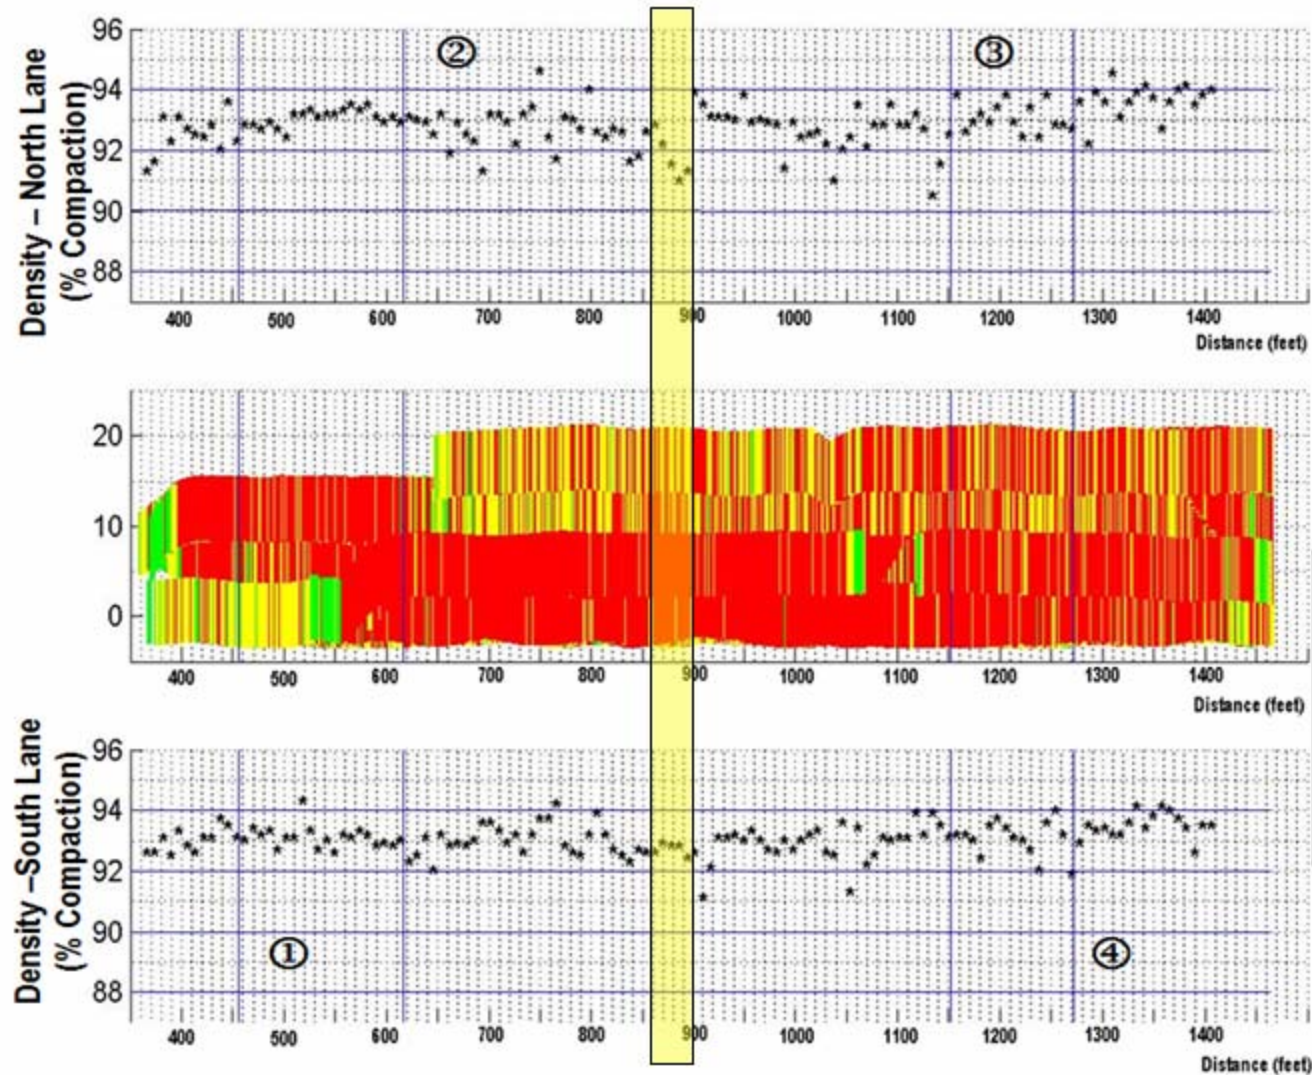 Density – North Lane
(% Compaction)
96
94
92
90
88
②
③
400 500 600 700 800 900 1000 1100 1200 1300 1400
Distance (feet)
20
10
0
400 500 600 700 800 900 1000 1100 1200 1300 1400
Distance (feet)
Density –South Lane
(% Compaction)
96
94
92
90
88
①
④
400 500 600 700 800 900 1000 1100 1200 1300 1400
Distance (feet)